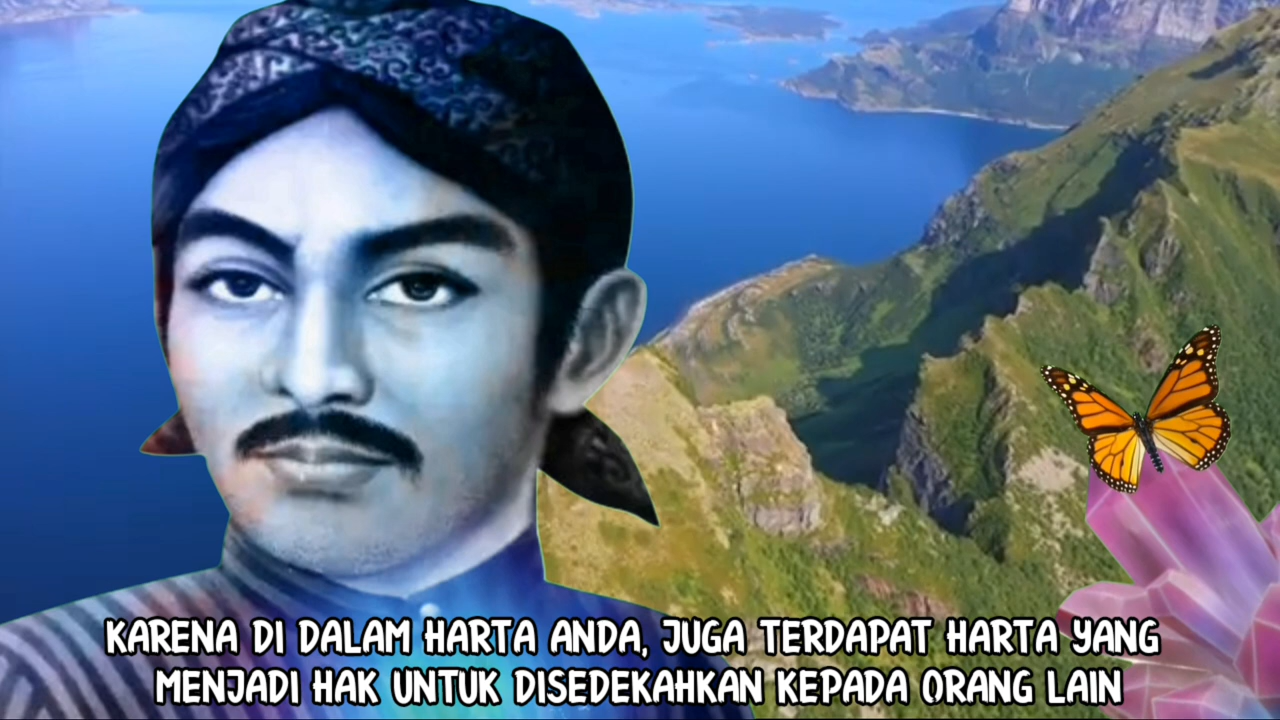 KARENA DI DALAM HARTA ANDA, JUGA TERDAPAT HARTA YANG
MENJADI HAK UNTUK DISEDEKAHKAN KEPADA ORANG LAIN